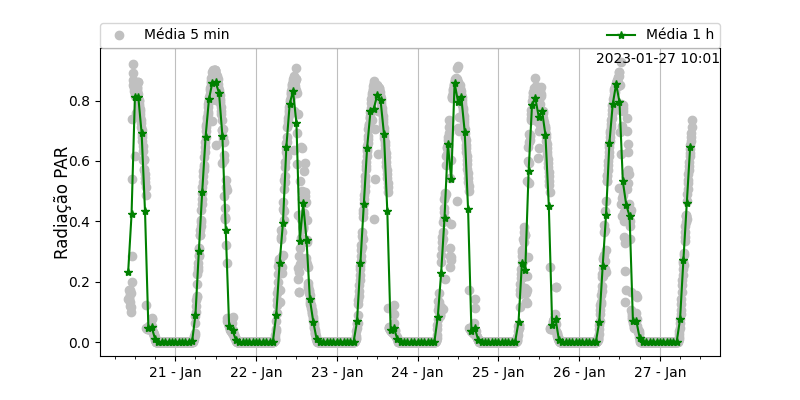 Média 5 min
Média 1 h
2023-01-27 10:01
Radiação PAR
0.8
0.6
0.4
0.2
0.0
21 - Jan
22 - Jan
23 - Jan
24 - Jan
25 - Jan
26 - Jan
27 - Jan